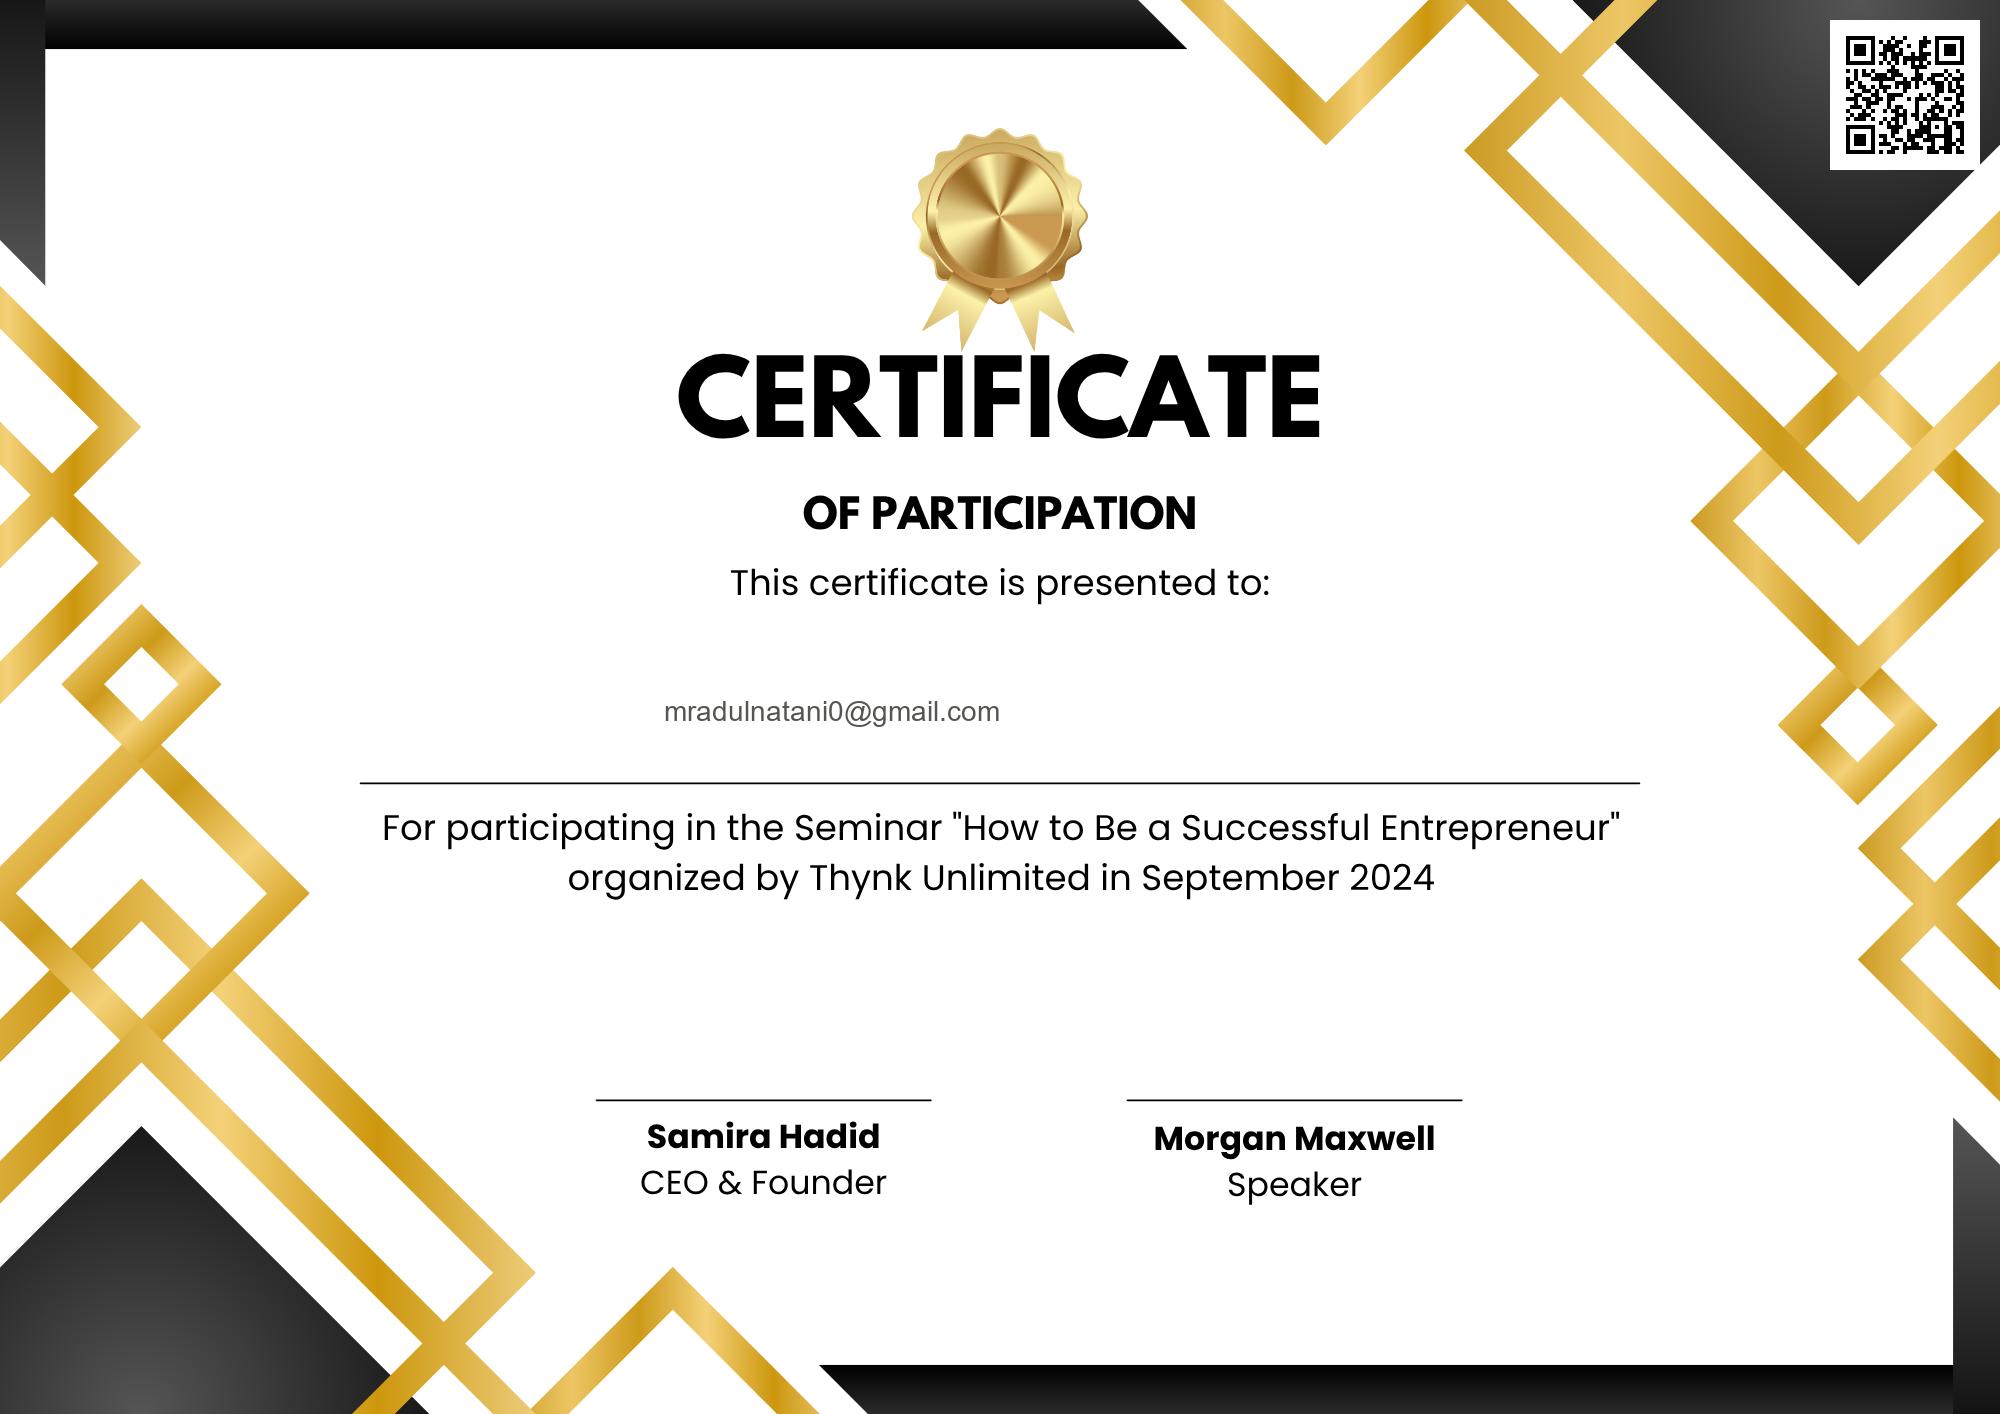 CERTIFICATE
OF PARTICIPATION
This certificate is presented to:
mradulnatani0@gmail.com
For participating in the Seminar "How to Be a Successful Entrepreneur"
organized by Thynk Unlimited in September 2024
Samira Hadid
CEO & Founder
Morgan Maxwell
Speaker